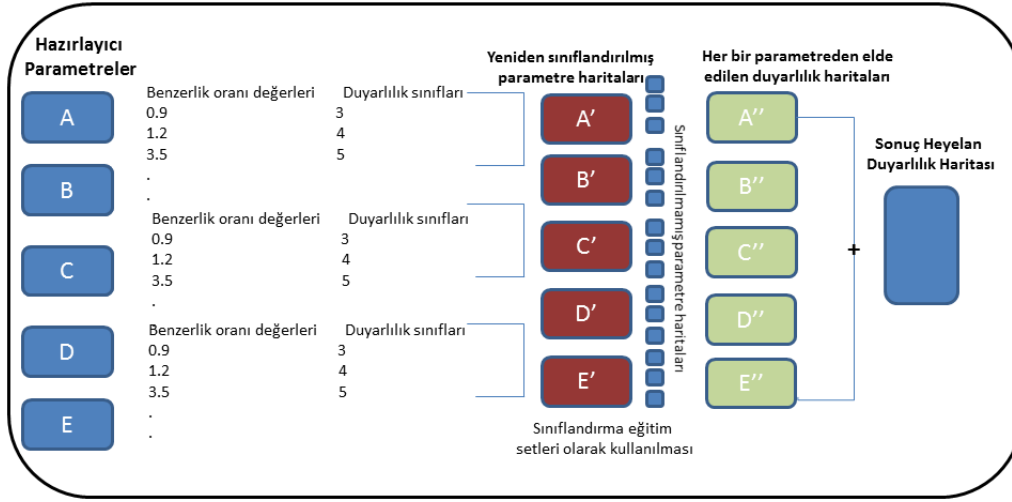 Hazırlayıcı
Parametreler
A
B
C
D
E
Benzerlik oranı değerleri Duyarlılık sınıfları
0.9 3
1.2 4
3.5 5
.
.
Benzerlik oranı değerleri Duyarlılık sınıfları
0.9 3
1.2 4
3.5 5
.
Benzerlik oranı değerleri Duyarlılık sınıfları
0.9 3
1.2 4
3.5 5
.
.
Yeniden sınıflandırılmış
parametre haritaları
A’
B’
C’
D’
E’
Sınıflandırma eğitim
setleri olarak kullanılması
Sınıflandırılmamış parametre haritaları
Her bir parametreden elde
edilen duyarlılık haritaları
A’’
B’’
C’’
D’’
E’’
+
Sonuç Heyelan
Duyarlılık Haritası